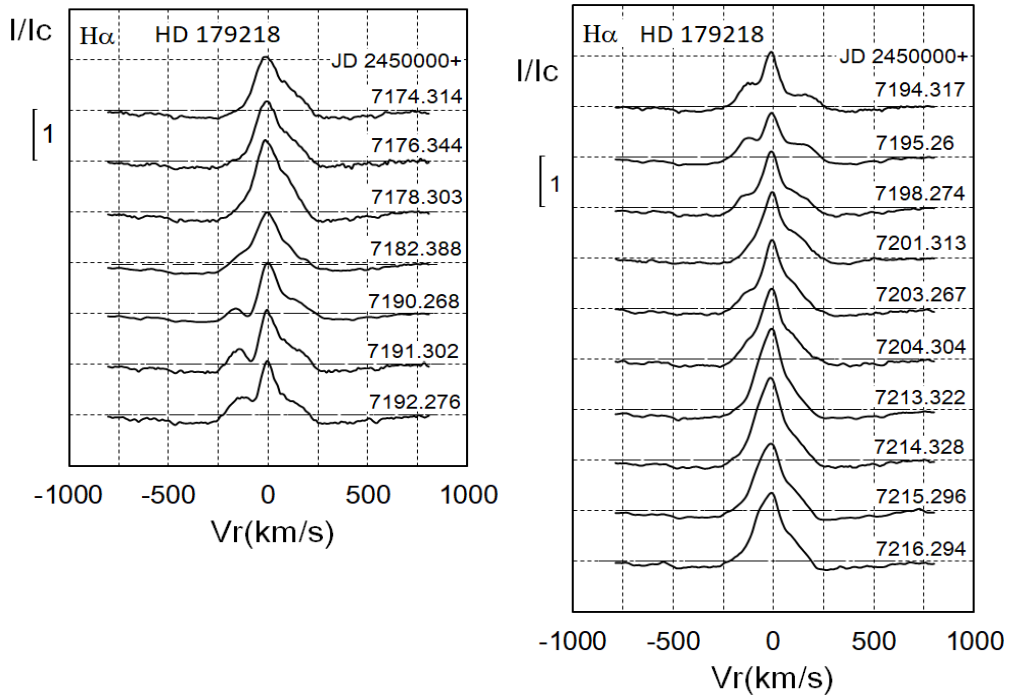 I/Ic
Hα HD 179218
JD 2450000+
7174.314
1
7176.344
7178.303
7182.388
7190.268
7191.302
7192.276
-1000 -500 0 500 1000
Vr(km/s)
Hα HD 179218
I/Ic
JD 2450000+
7194.317
7195.26
1
7198.274
7201.313
7203.267
7204.304
7213.322
7214.328
7215.296
7216.294
-1000 -500 0 500 1000
Vr(km/s)